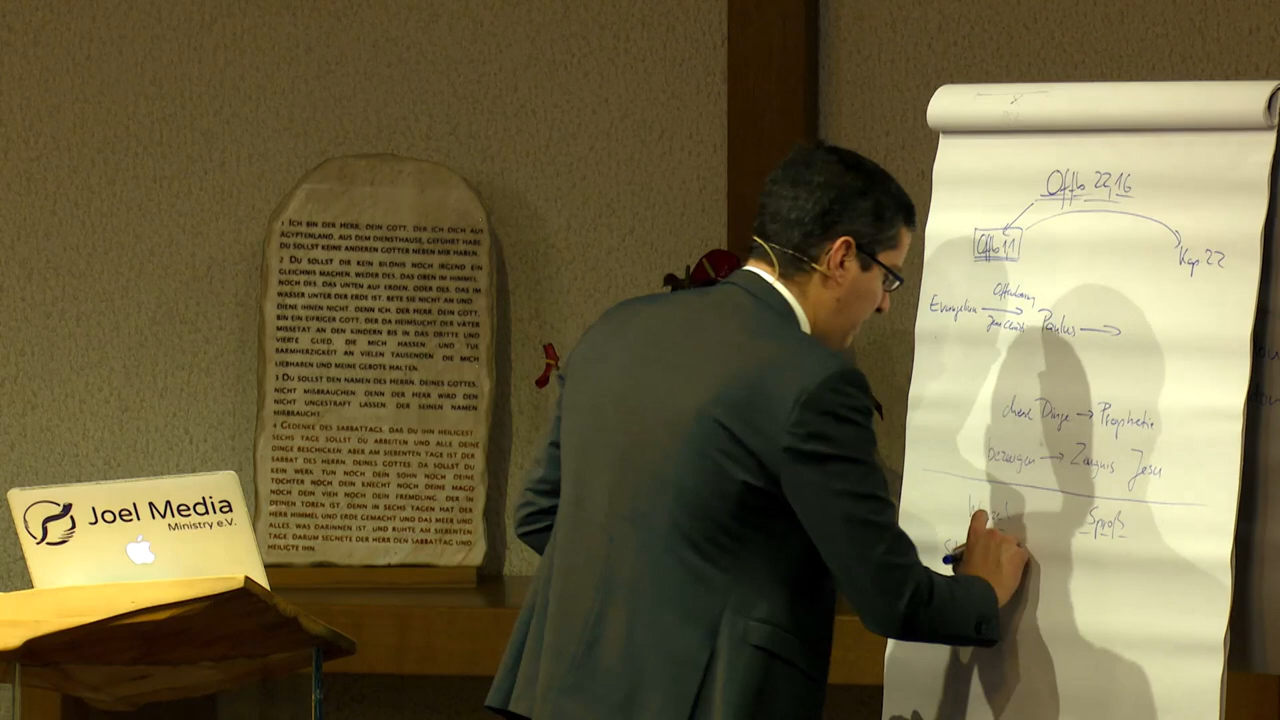 Joel Media
Ministry e.V.
1 ICH BIN DER HERR, DEIN GOTT, DER ICH DICH AUS
ÄGYPTENLAND, AUS DEM DIENSTHAUSE, GEFÜHRT HABE
DU SOLLST KEINE ANDEREN GÖTTER NEBEN MIR HABEN.
2 DU SOLLST DIR KEIN BILDNIS NOCH IRGEND EIN
GLEICHNIS MACHEN, WEDER DES, DAS OBEN IM HIMMEL,
NOCH DES, DAS UNTEN AUF ERDEN, ODER DES, DAS IM
WASSER UNTER DER ERDE IST. BETE SIE NICHT AN UND
DIENE IHNEN NICHT. DENN ICH, DER HERR, DEIN GOTT,
BIN EIN EIFRIGER GOTT, DER DA HEIMSUCHT DER VÄTER
MISSETAT AN DEN KINDERN BIS IN DAS DRITTE UND
VIERTE GLIED, DIE MICH HASSEN; UND TUE
BARMHERZIGKEIT AN VIELEN TAUSENDEN, DIE MICH
LIEBHABEN UND MEINE GEBOTE HALTEN.
3 DU SOLLST DEN NAMEN DES HERRN, DEINES GOTTES,
NICHT MISBRAUCHEN; DENN DER HERR WIRD DEN
NICHT UNGESTRAFT LASSEN, DER SEINEN NAMEN
MISBRAUCHT.
4 GEDENKE DES SABBATTAGS, DAS DU IHN HEILIGEST.
SECHS TAGE SOLLST DU ARBEITEN UND ALLE DEINE
DINGE BESCHICKEN; ABER AM SIEBENTEN TAGE IST DER
SABBAT DES HERRN, DEINES GOTTES; DA SOLLST DU
KEIN WERK TUN NOCH DEIN SOHN NOCH DEINE
TOCHTER NOCH DEIN KNECHT NOCH DEINE MAGD
NOCH DEIN VIEH NOCH DEIN FREMDLING, DER IN
DEINEN TOREN IST. DENN IN SECHS TAGEN HAT DER
HERR HIMMEL UND ERDE GEMACHT UND DAS MEER UND
ALLES, WAS DARINNEN IST, UND RUHTE AM SIEBENTEN
TAGE. DARUM SEGNETE DER HERR DEN SABBATTAG UND
HEILIGTE IHN.
Offb 22,16
Offb 1,1
Kap 22
Offenbarung
Evangelium Paulus
Jesu Christi
diese Dinge → Prophetie
bezeugen → Zeugnis Jesu
Wurzel Sproß